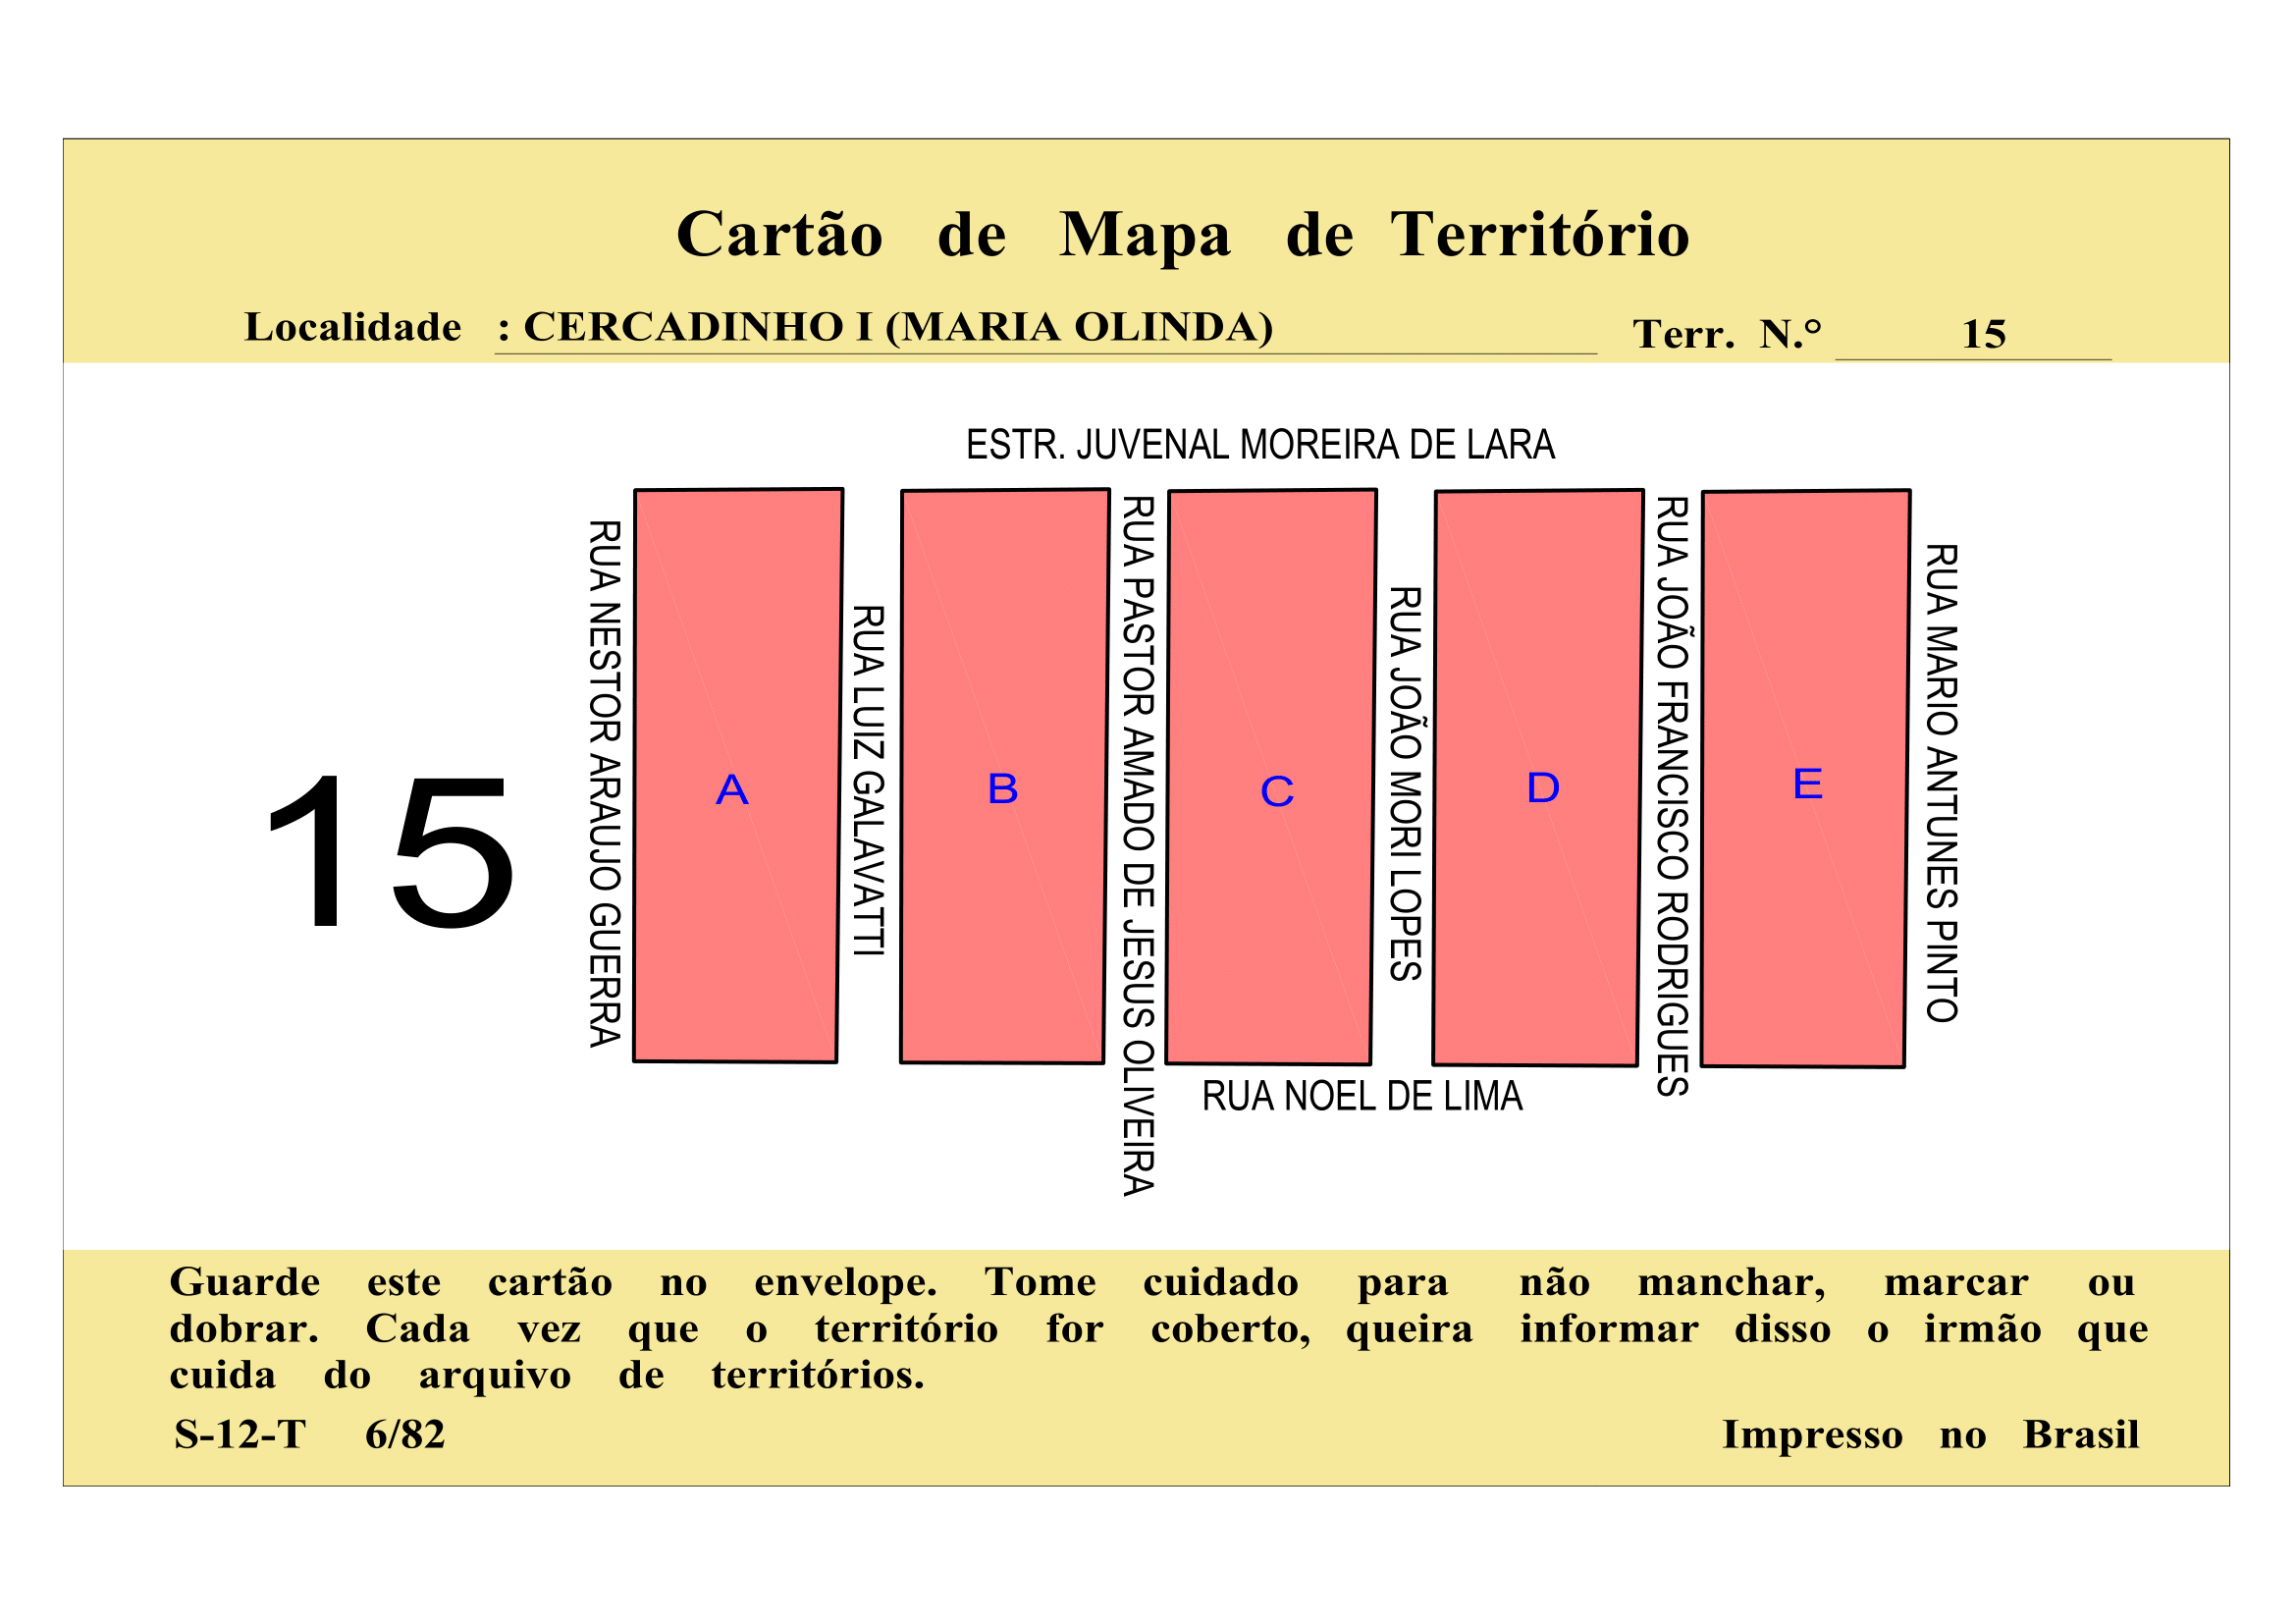 Cartão de Mapa de Território
Localidade : CERCADINHO I (MARIA OLINDA)
Terr. N.° 15
ESTR. JUVENAL MOREIRA DE LARA
15
RUA NESTOR ARAUJO GUERRA
A
RUA LUIZ GALAVATTI
B
RUA PASTOR AMADO DE JESUS OLIVEIRA
C
RUA JOÃO MORI LOPES
D
RUA JOÃO FRANCISCO RODRIGUES
E
RUA MARIO ANTUNES PINTO
RUA NOEL DE LIMA
Guarde este cartão no envelope. Tome cuidado para não manchar, marcar ou
dobrar. Cada vez que o território for coberto, queira informar disso o irmão que
cuida do arquivo de territórios.
S-12-T 6/82
Impresso no Brasil